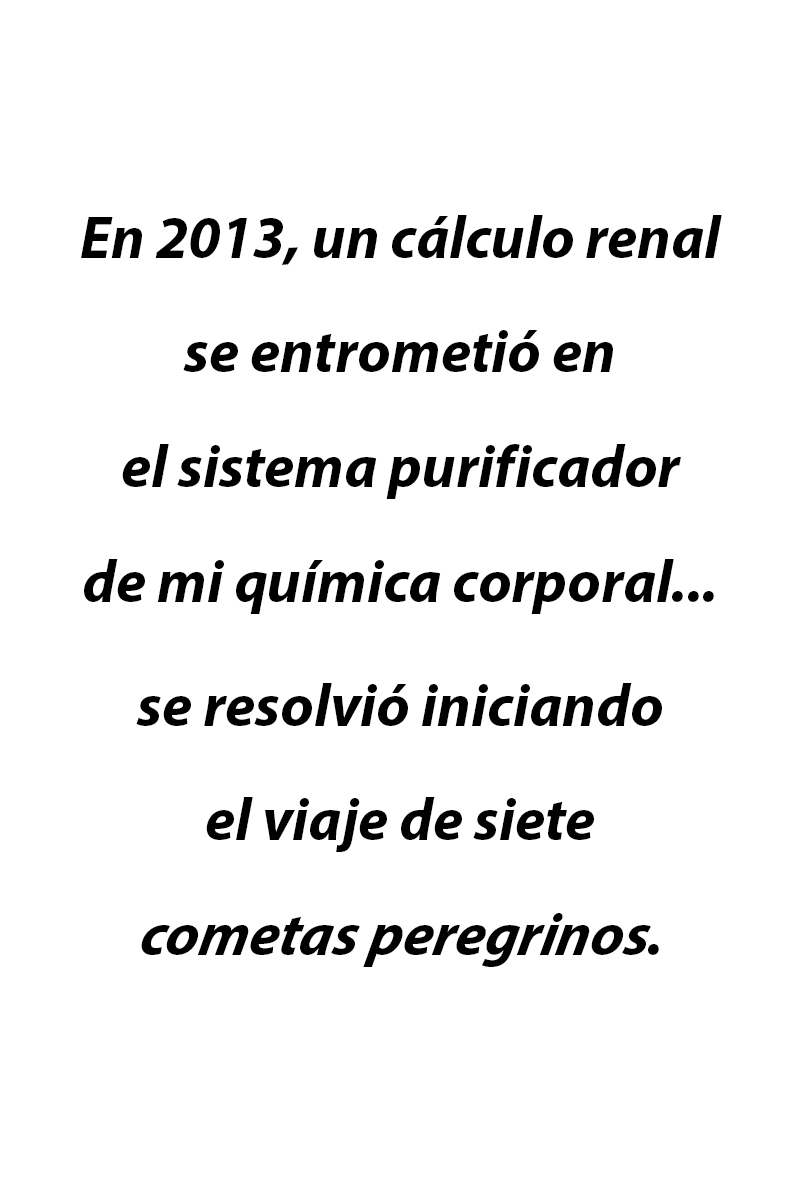 En 2013, un cálculo renal
se entrometió en
el sistema purificador
de mi química corporal...
se resolvió iniciando
el viaje de siete
cometas peregrinos.